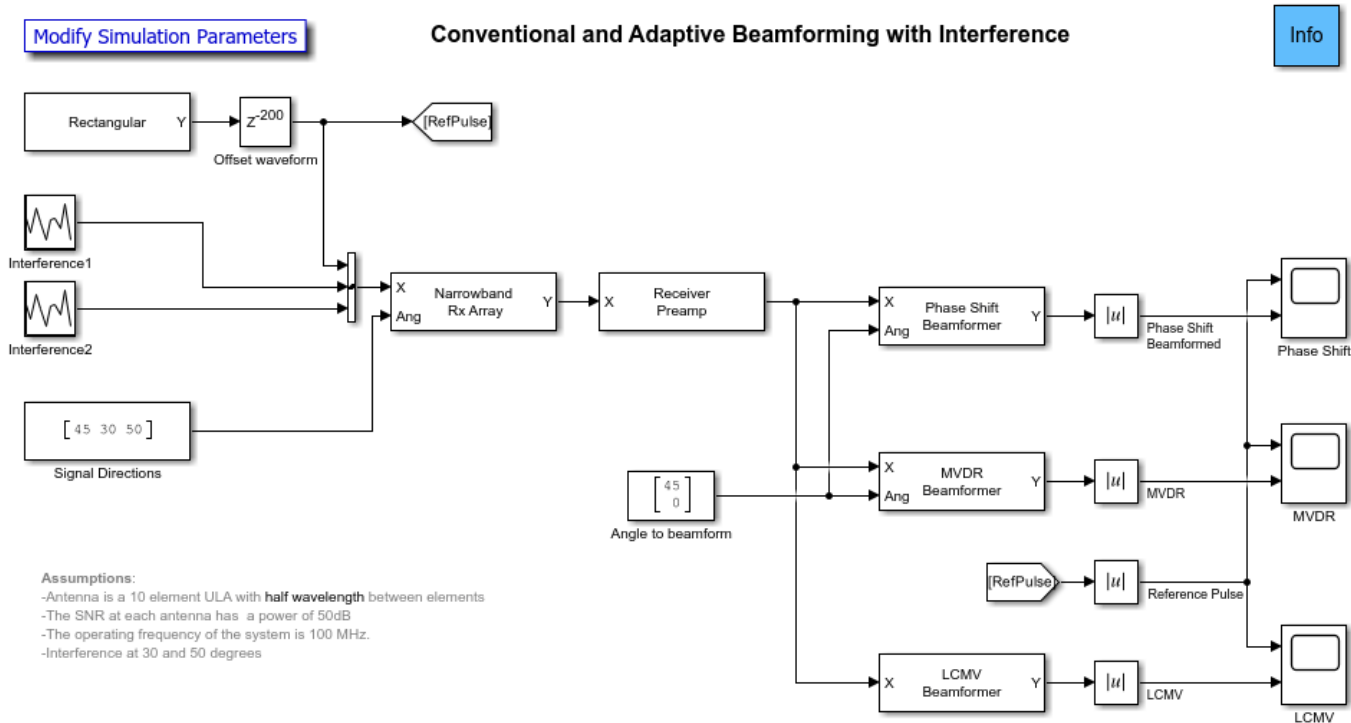 Modify Simulation Parameters
Conventional and Adaptive Beamforming with Interference
Info
Rectangular Y
Z-200
Offset waveform
[RefPulse]
Interference1
Interference2
X
Ang
Narrowband
Rx Array
Y
X
Receiver
Preamp
X
Ang
Phase Shift
Beamformer
Y
|u|
Phase Shift
Beamformed
Phase Shift
[45 30 50]
Signal Directions
45
0
Angle to beamform
X
Ang
MVDR
Beamformer
Y
|u|
MVDR
MVDR
[RefPulse]
|u|
Reference Pulse
X
LCMV
Beamformer
Y
|u|
LCMV
LCMV
Assumptions:
-Antenna is a 10 element ULA with half wavelength between elements
-The SNR at each antenna has a power of 50dB
-The operating frequency of the system is 100 MHz.
-Interference at 30 and 50 degrees